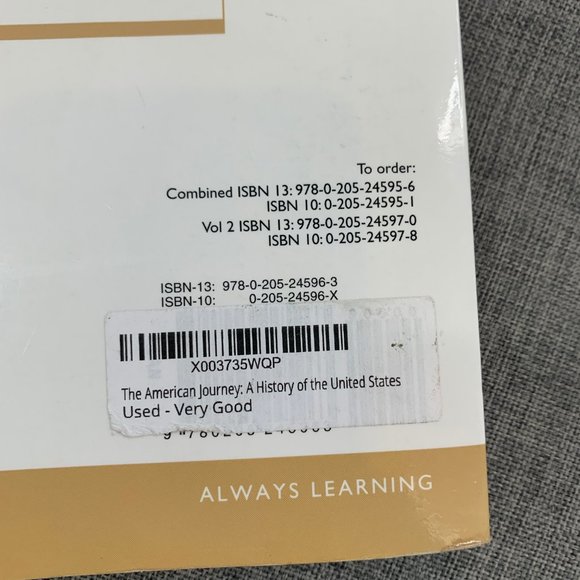 To order:
Combined ISBN 13: 978-0-205-24595-6
ISBN 10: 0-205-24595-1
Vol 2 ISBN 13: 978-0-205-24597-0
ISBN 10: 0-205-24597-8
ISBN-13: 978-0-205-24596-3
ISBN-10: 0-205-24596-X
X003735WQP
The American Journey: A History of the United States
Used - Very Good
ALWAYS LEARNING